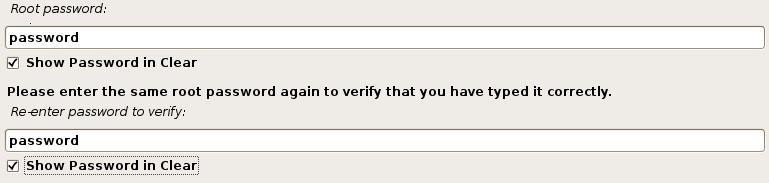 Root password:
password
Show Password in Clear
Please enter the same root password again to verify that you have typed it correctly.
Re-enter password to verify:
password
Show Password in Clear